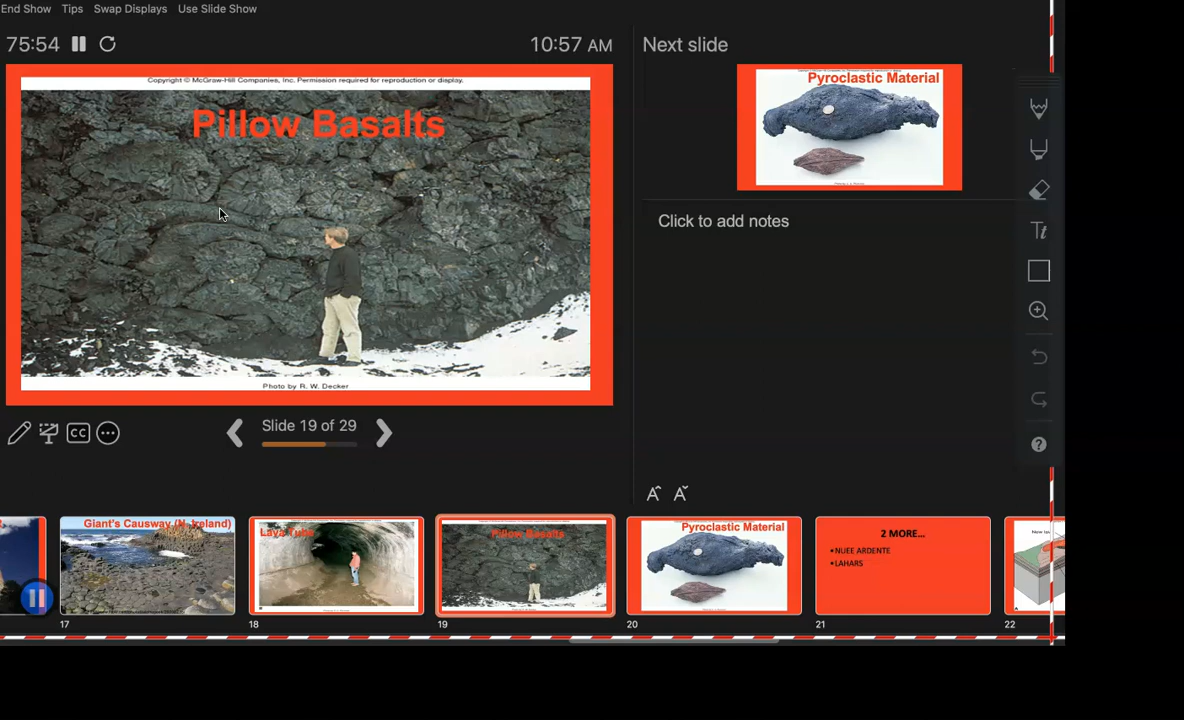 End Show Tips Swap Displays Use Slide Show
75:54
10:57 AM
Next slide
Copyright © McGraw-Hill Companies, Inc. Permission required for reproduction or display.
Pillow Basalts
Photo by R. W. Decker
Pyroclastic Material
Click to add notes
Tt
?
CC
Slide 19 of 29
A A
Giant's Causway (N. Ireland)
Lava Tube
Pillow Basalts
Pyroclastic Material
2 MORE...
•NUEE ARDENTE
•LAHARS
17
18
19
20
21
22